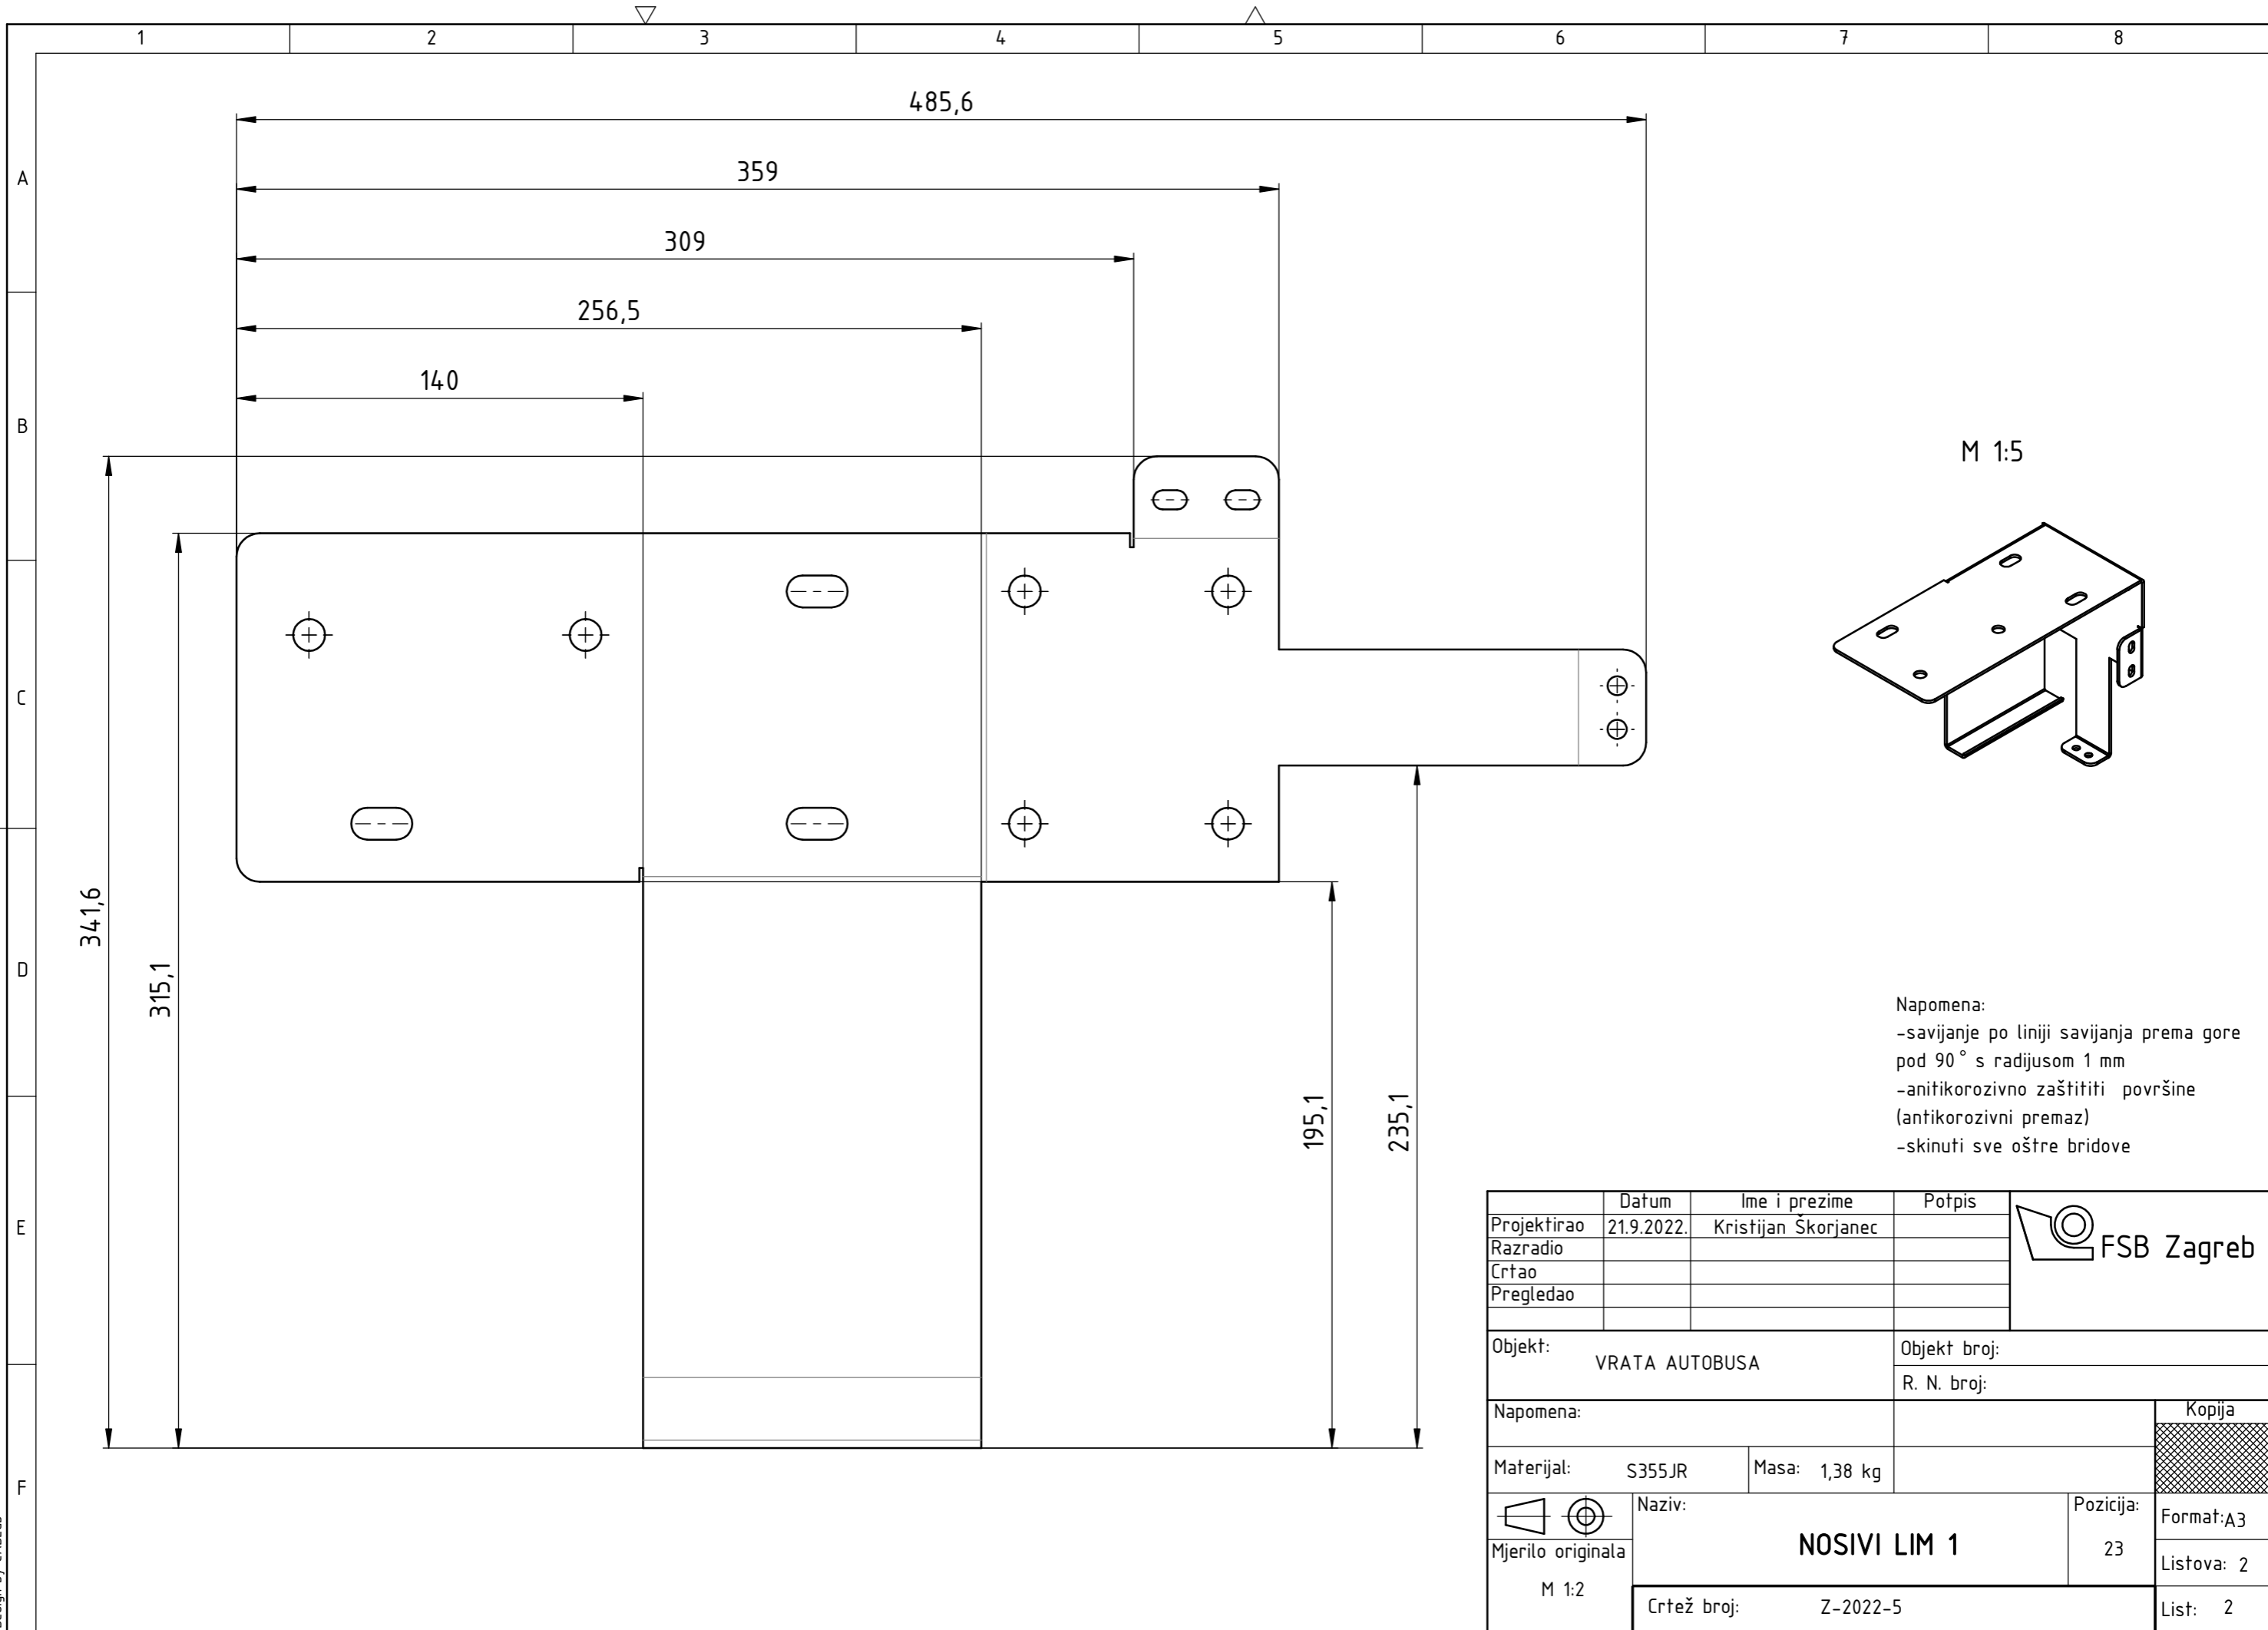 1 2 3 4 5 6 7 8
A
B
C
D
E
F
485,6
359
309
256,5
140
341,6
315,1
195,1
235,1
M 1:5
Napomena:
-savijanje po liniji savijanja prema gore
pod 90° s radijusom 1 mm
-anitikorozivno zaštititi površine
(antikorozivni premaz)
-skinuti sve oštre bridove
Datum Ime i prezime Potpis
Projektirao 21.9.2022. Kristijan Škorjanec
Razradio
Crtao
Pregledao
FSB Zagreb
Objekt: VRATA AUTOBUSA
Objekt broj:
R. N. broj:
Napomena:
Kopija
Materijal: S355JR Masa: 1,38 kg
Naziv: NOSIVI LIM 1
Pozicija: 23
Format: A3
Mjerilo originala
M 1:2
Listova: 2
Crtež broj: Z-2022-5
List: 2